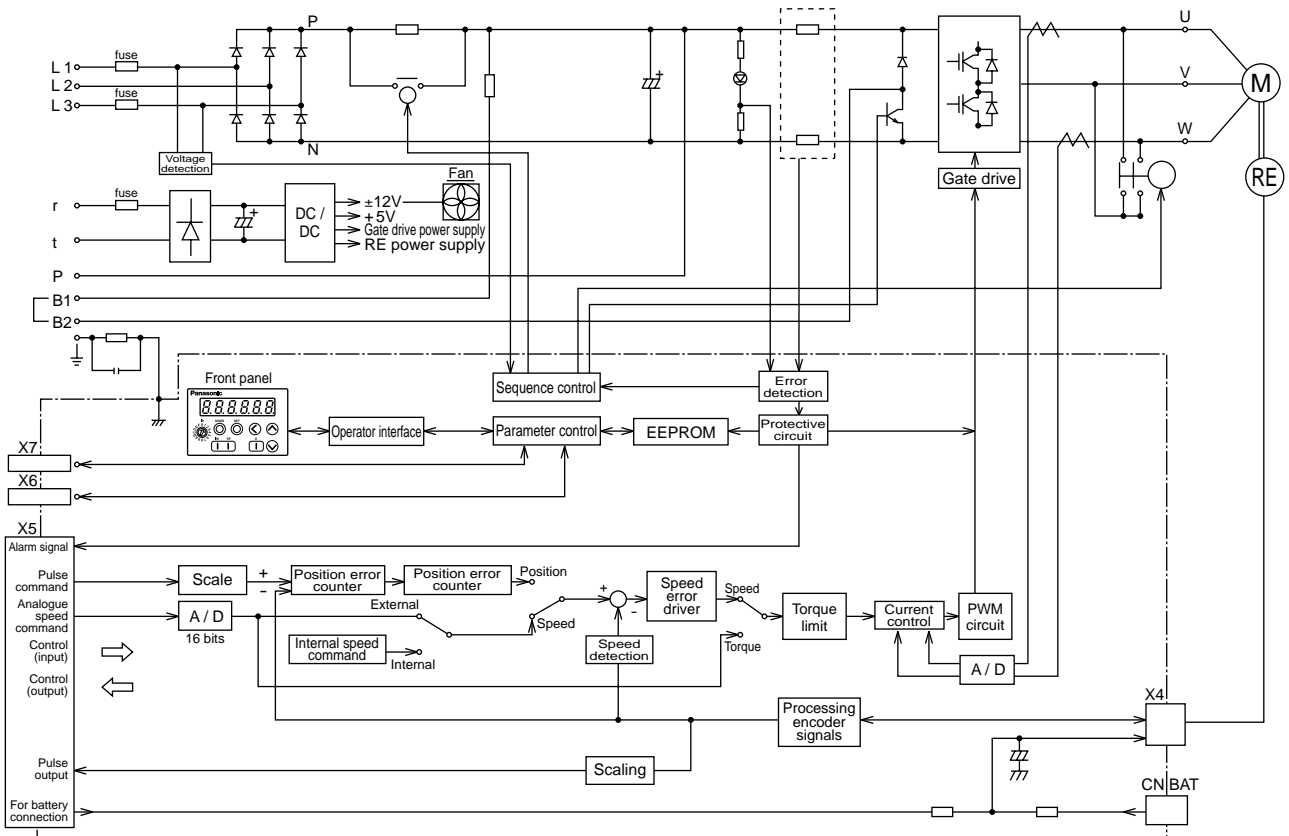 P
U
fuse
L1
L2
V
M
L3
fuse
N
W
Voltage
detection
Gate drive
RE
Fan
fuse
r
±12V
DC /
DC
+5V
Gate drive power supply
t
RE power supply
P
B1
B2
Front panel
Panasonic
8.8.8.8.8.8.
Sequence control
Error
detection
Operator interface
Parameter control
EEPROM
Protective
circuit
X7
X6
X5
Alarm signal
Pulse
command
Scale
+
-
Position error
counter
Position error
counter
Position
Analogue
speed
command
A / D
16 bits
External
Speed
+
-
Speed
error
driver
Speed
Torque
limit
Current
control
PWM
circuit
Internal speed
command
Internal
Speed
detection
Torque
A / D
Control
(input)
Control
(output)
Processing
encoder
signals
X4
Pulse
output
Scaling
CN BAT
For battery
connection